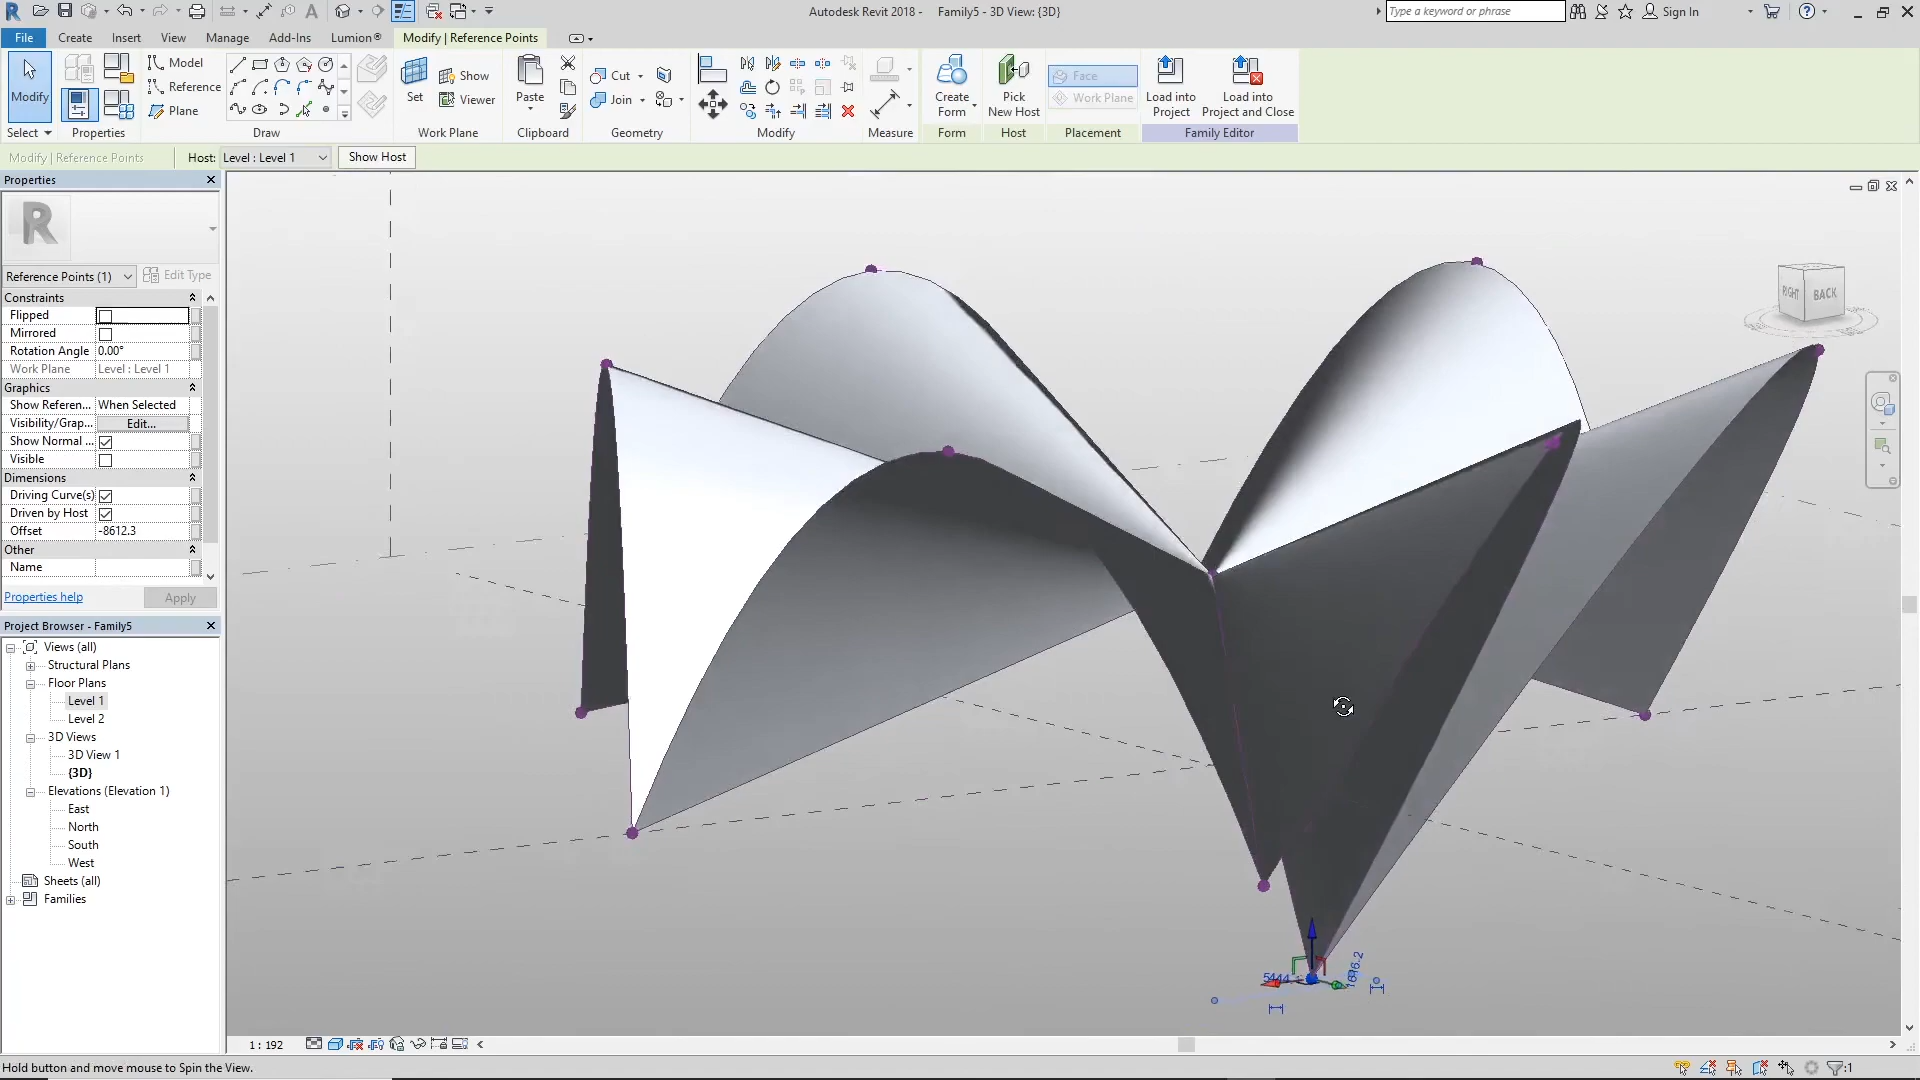 Autodesk Revit 2018 - Family5 - 3D View: {3D}
Type a keyword or phrase
Sign In
File Create Insert View Manage Add-Ins Lumion® Modify | Reference Points
Modify
Select
Properties
Model
Reference
Plane
Draw
Set
Show
Viewer
Work Plane
Paste
Clipboard
Cut
Join
Geometry
Modify
Measure
Create
Form
Form
Pick
New Host
Host
Face
Work Plane
Placement
Load into
Project
Load into
Project and Close
Family Editor
Modify | Reference Points
Host: Level : Level 1
Show Host
Properties
Reference Points (1)
Edit Type
Constraints
Flipped
Mirrored
Rotation Angle 0.00°
Work Plane Level : Level 1
Graphics
Show Referen... When Selected
Visibility/Grap... Edit...
Show Normal ...
Visible
Dimensions
Driving Curve(s)
Driven by Host
Offset -8612.3
Other
Name
Properties help
Apply
Project Browser - Family5
Views (all)
Structural Plans
Floor Plans
Level 1
Level 2
3D Views
3D View 1
{3D}
Elevations (Elevation 1)
East
North
South
West
Sheets (all)
Families
RIGHT BACK
1 : 192
Hold button and move mouse to Spin the View.
:1